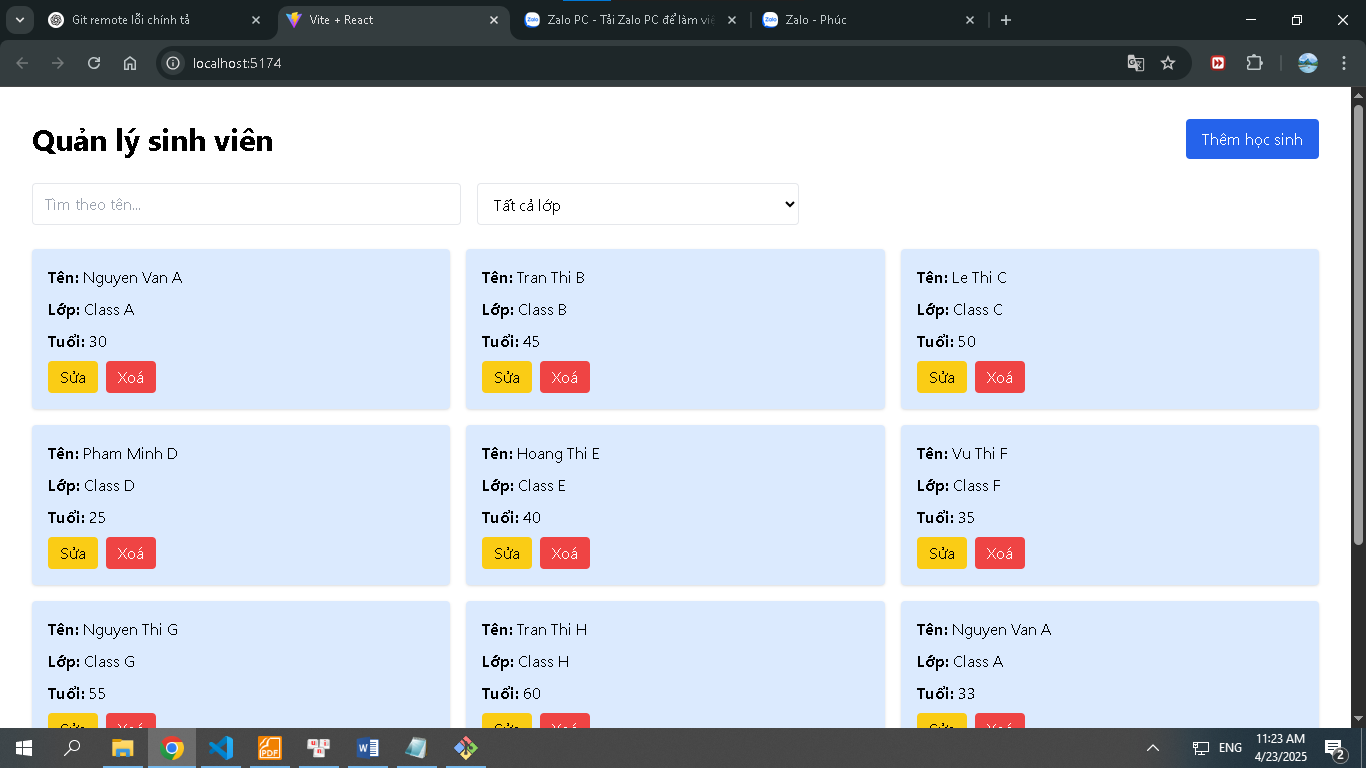 Git remote lỗi chính tả
Vite + React
Zalo PC - Tải Zalo PC để làm việ
Zalo - Phúc
localhost:5174
Quản lý sinh viên
Thêm học sinh
Tìm theo tên...
Tất cả lớp
Tên: Nguyen Van A
Lớp: Class A
Tuổi: 30
Sửa Xoá
Tên: Tran Thi B
Lớp: Class B
Tuổi: 45
Sửa Xoá
Tên: Le Thi C
Lớp: Class C
Tuổi: 50
Sửa Xoá
Tên: Pham Minh D
Lớp: Class D
Tuổi: 25
Sửa Xoá
Tên: Hoang Thi E
Lớp: Class E
Tuổi: 40
Sửa Xoá
Tên: Vu Thi F
Lớp: Class F
Tuổi: 35
Sửa Xoá
Tên: Nguyen Thi G
Lớp: Class G
Tuổi: 55
Sửa Xoá
Tên: Tran Thi H
Lớp: Class H
Tuổi: 60
Sửa Xoá
Tên: Nguyen Van A
Lớp: Class A
Tuổi: 33
Sửa Xoá
ENG
11:23 AM
4/23/2025
2